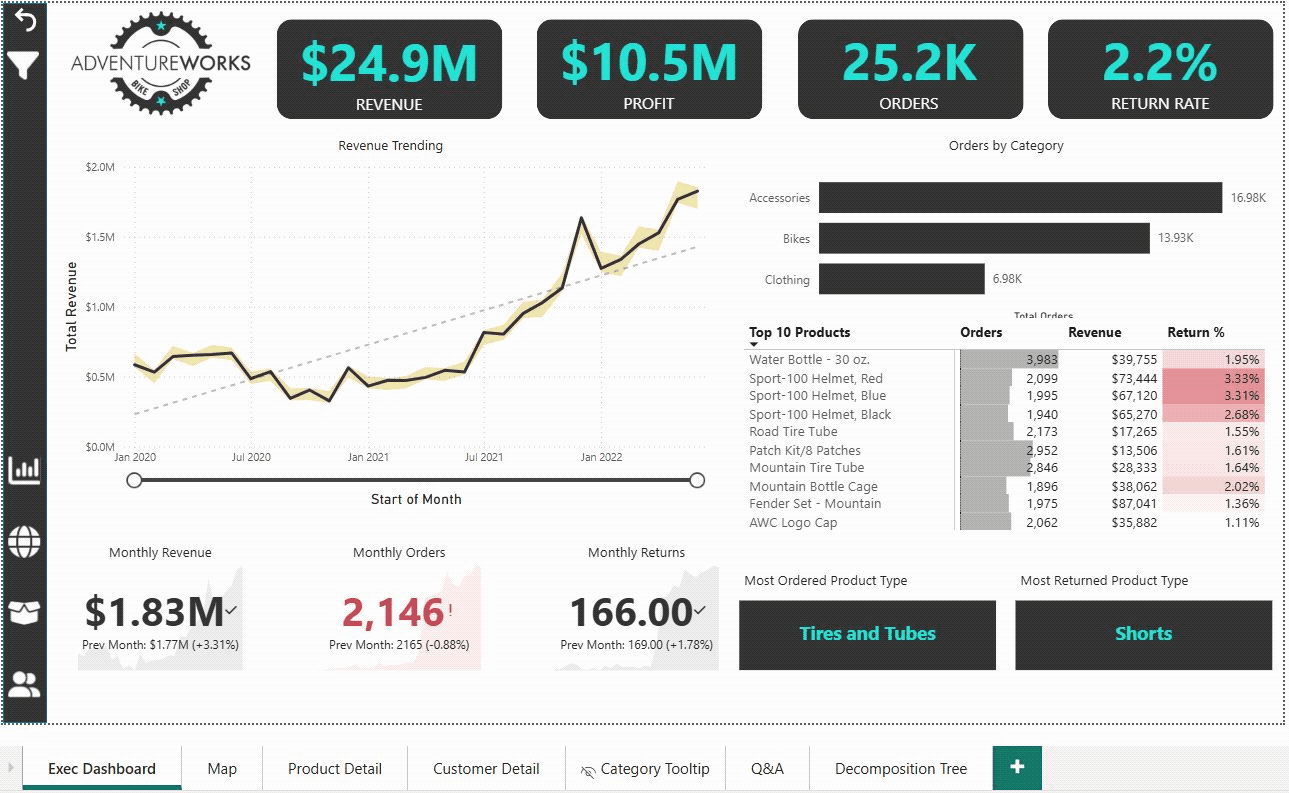 ADVENTUREWORKS
BIKE SHOP
$24.9M
REVENUE
$10.5M
PROFIT
25.2K
ORDERS
2.2%
RETURN RATE
Revenue Trending
$2.0M
$1.5M
$1.0M
$0.5M
$0.0M
Total Revenue
Jan 2020 Jul 2020 Jan 2021 Jul 2021 Jan 2022
Start of Month
Orders by Category
Accessories 16.98K
Bikes 13.93K
Clothing 6.98K
Total Orders
Top 10 Products Orders Revenue Return %
Water Bottle - 30 oz. 3,983 $39,755 1.95%
Sport-100 Helmet, Red 2,099 $73,444 3.33%
Sport-100 Helmet, Blue 1,995 $67,120 3.31%
Sport-100 Helmet, Black 1,940 $65,270 2.68%
Road Tire Tube 2,173 $17,265 1.55%
Patch Kit/8 Patches 2,952 $13,506 1.61%
Mountain Tire Tube 2,846 $28,333 1.64%
Mountain Bottle Cage 1,896 $38,062 2.02%
Fender Set - Mountain 1,975 $87,041 1.36%
AWC Logo Cap 2,062 $35,882 1.11%
Monthly Revenue
$1.83M
Prev Month: $1.77M (+3.31%)
Monthly Orders
2,146!
Prev Month: 2165 (-0.88%)
Monthly Returns
166.00
Prev Month: 169.00 (+1.78%)
Most Ordered Product Type
Tires and Tubes
Most Returned Product Type
Shorts
Exec Dashboard Map Product Detail Customer Detail Category Tooltip Q&A Decomposition Tree +